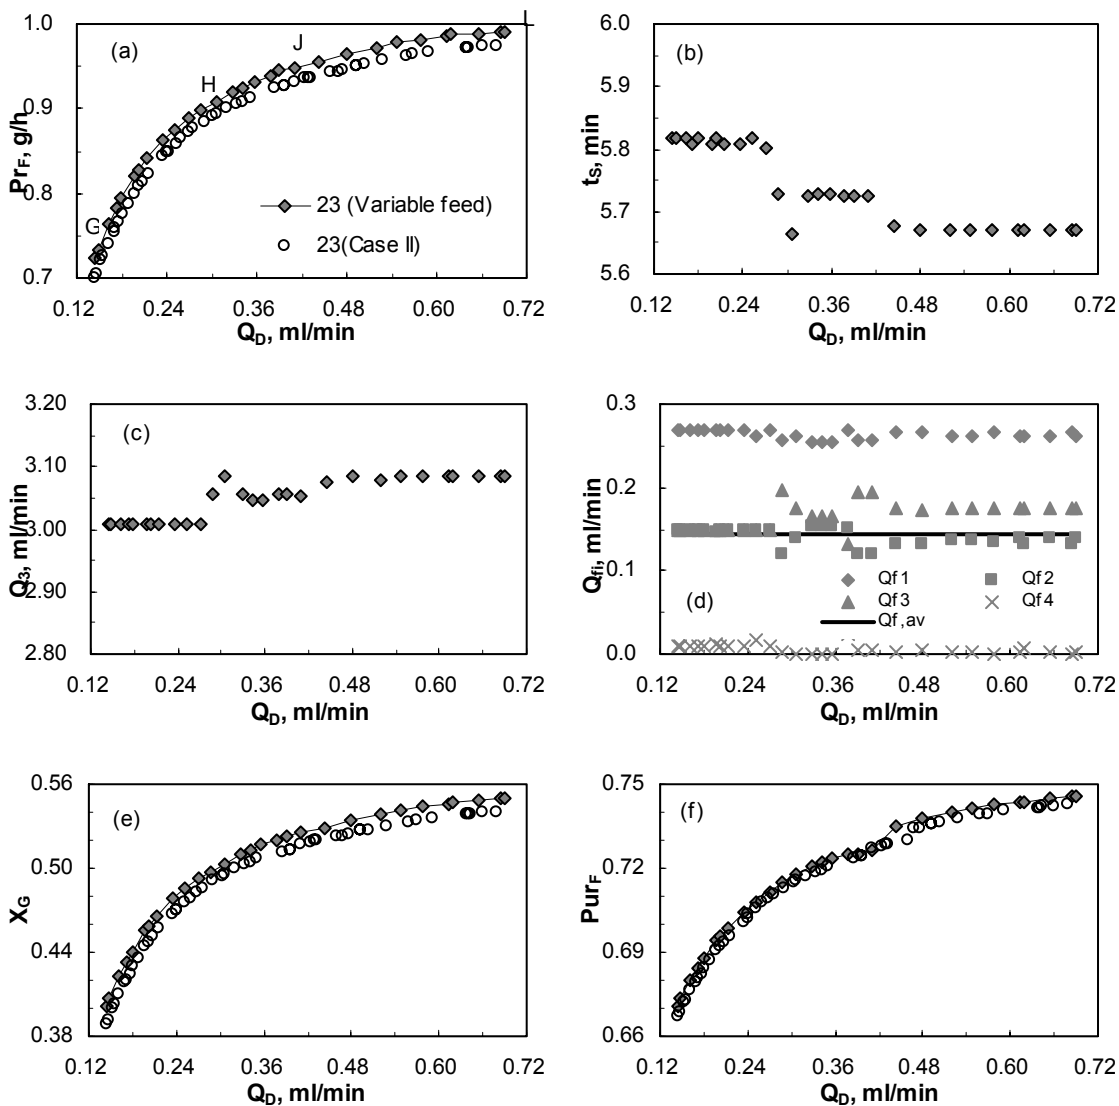 (a)
1.0
0.9
0.8
0.7
Pr_F, g/h
G
H
J
I
23 (Variable feed)
23(Case II)
0.12 0.24 0.36 0.48 0.60 0.72
Q_D, ml/min
(b)
6.0
5.9
5.8
5.7
5.6
t_S, min
0.12 0.24 0.36 0.48 0.60 0.72
Q_D, ml/min
(c)
3.20
3.10
3.00
2.90
2.80
Q_3, ml/min
0.12 0.24 0.36 0.48 0.60 0.72
Q_D, ml/min
(d)
0.3
0.2
0.1
0.0
Q_fi, ml/min
Qf1 Qf2
Qf3 Qf4
Qf,av
0.12 0.24 0.36 0.48 0.60 0.72
Q_D, ml/min
(e)
0.56
0.50
0.44
0.38
X_G
0.12 0.24 0.36 0.48 0.60 0.72
Q_D, ml/min
(f)
0.75
0.72
0.69
0.66
Pur_F
0.12 0.24 0.36 0.48 0.60 0.72
Q_D, ml/min